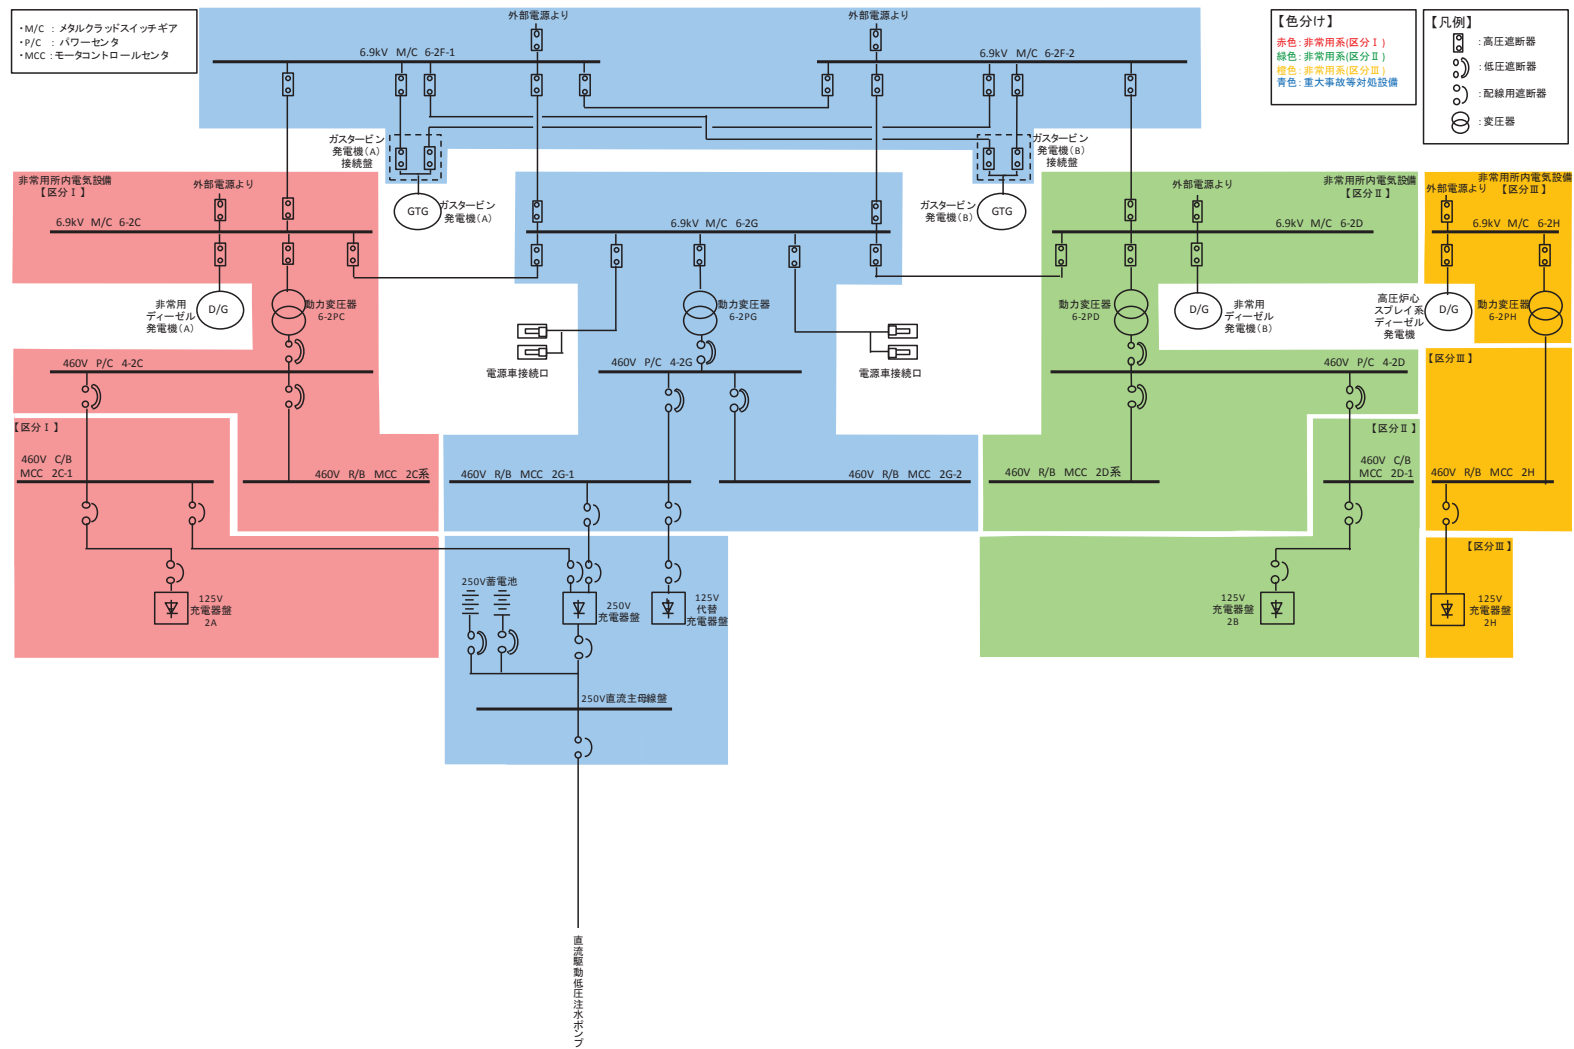 ・M/C : メタルクラッドスイッチギア
・P/C : パワーセンタ
・MCC : モータコントロールセンタ
外部電源より
外部電源より
【色分け】
赤色:非常用系(区分Ⅰ)
緑色:非常用系(区分Ⅱ)
橙色:非常用系(区分Ⅲ)
青色:重大事故等対処設備
【凡例】
:高圧遮断器
:低圧遮断器
:配線用遮断器
:変圧器
6.9kV M/C 6-2F-1
6.9kV M/C 6-2F-2
ガスタービン
発電機(A)
接続盤
ガスタービン
発電機(B)
接続盤
非常用所内電気設備
【区分Ⅰ】
外部電源より
6.9kV M/C 6-2C
GTG
ガスタービン
発電機(A)
6.9kV M/C 6-2G
ガスタービン
発電機(B)
GTG
外部電源より
非常用所内電気設備
【区分Ⅱ】
6.9kV M/C 6-2D
非常用所内電気設備
外部電源より
【区分Ⅲ】
6.9kV M/C 6-2H
非常用
ディーゼル
発電機(A)
D/G
動力変圧器
6-2PC
動力変圧器
6-2PG
動力変圧器
6-2PD
D/G
非常用
ディーゼル
発電機(B)
高圧炉心
スプレイ系
ディーゼル
発電機
D/G
動力変圧器
6-2PH
電源車接続口
電源車接続口
460V P/C 4-2C
460V P/C 4-2G
460V P/C 4-2D
【区分Ⅲ】
【区分Ⅰ】
【区分Ⅱ】
460V C/B
MCC 2C-1
460V R/B MCC 2C系
460V R/B MCC 2G-1
460V R/B MCC 2G-2
460V R/B MCC 2D系
460V C/B
MCC 2D-1
460V R/B MCC 2H
【区分Ⅲ】
125V
充電器盤
2A
250V蓄電池
250V
充電器盤
125V
代替
充電器盤
125V
充電器盤
2B
125V
充電器盤
2H
250V直流主母線盤
直流駆動低圧注水ポンプ